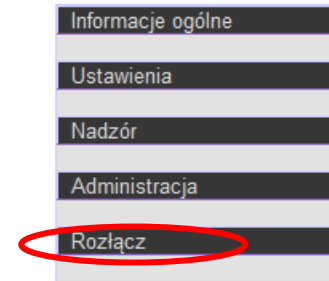 Informacje ogólne
Ustawienia
Nadzór
Administracja
Rozłącz